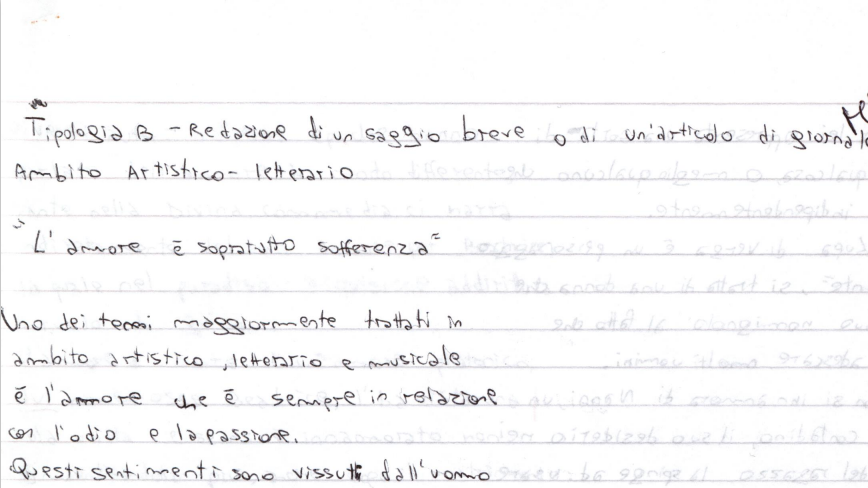 Tipologia B - Redazione di un saggio breve o di un'articolo di giornale
Ambito Artistico-letterario
"L'amore è sopratutto sofferenza"
Uno dei temi maggiormente trattati in
ambito artistico, letterario e musicale
è l'amore che è sempre in relazione
con l'odio e la passione.
Questi sentimenti sono vissuti dall'uomo